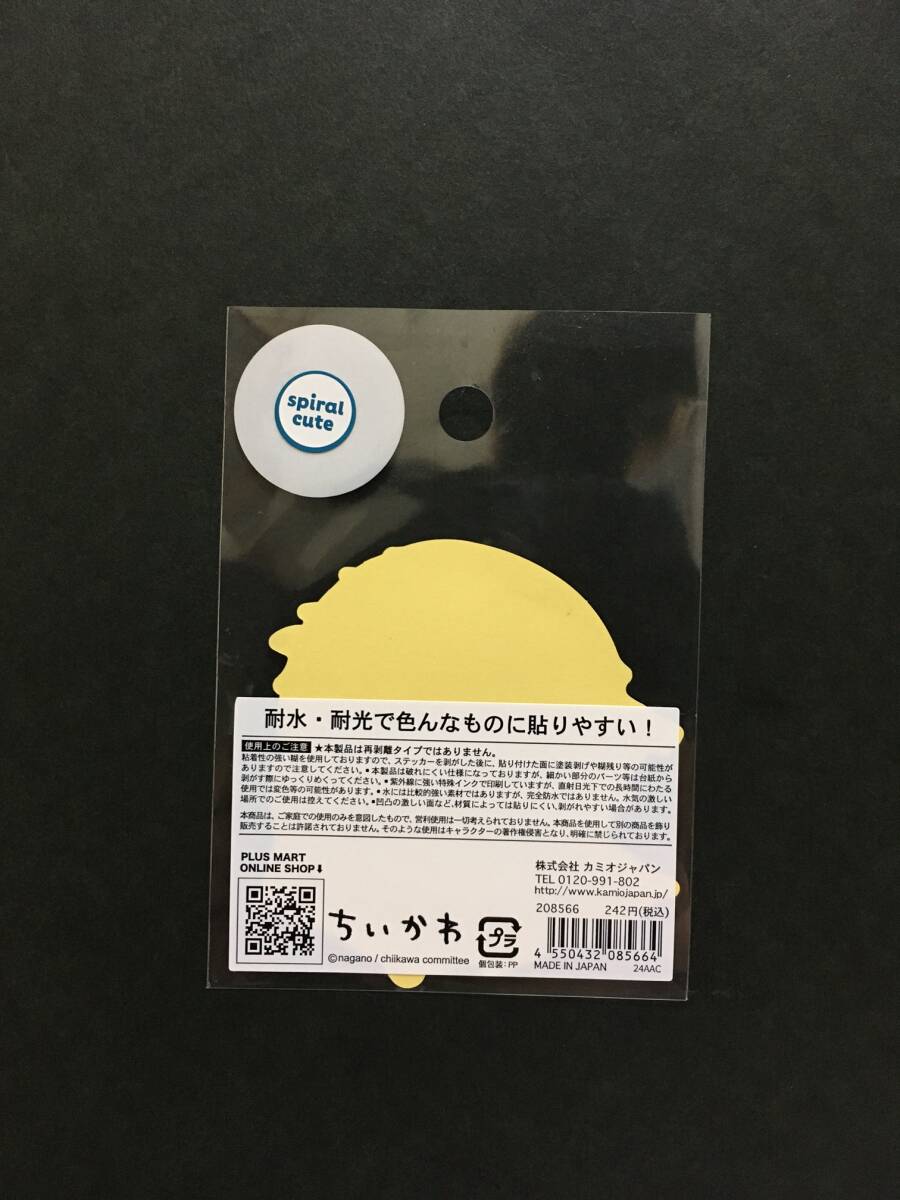 spiral
cute
耐水・耐光で色んなものに貼りやすい！
使用上のご注意 ★本製品は再剥離タイプではありません。
粘着性の強い糊を使用しておりますので、ステッカーを剥がした後に、貼り付けた面に塗装剥げや糊残り等の可能性が
ありますので注意してください。●本製品は破れにくい仕様になっておりますが、細かい部分のパーツ等は台紙から
剥がす際にゆっくりめくってください。●紫外線に強い特殊インクで印刷していますが、直射日光下での長時間にわたる
使用では変色等の可能性があります。●水には比較的強い素材ではありますが、完全防水ではありません。水気の激しい
場所でのご使用は控えてください。●凹凸の激しい面など、材質によっては貼りにくい、剥がれやすい場合があります。
本商品は、ご家庭での使用のみを意図したもので、営利使用は一切考えられておりません。本商品を使用して別の商品を飾り
販売することは許諾されておりません。そのような使用はキャラクターの著作権侵害となり、明確に禁じられております。
PLUS MART
ONLINE SHOP⬇
株式会社 カミオジャパン
TEL 0120-991-802
http://www.kamiojapan.jp/
208566 242円(税込)
ちいかわ
プラ
©nagano / chiikawa committee
個包装:PP
4 550432 085664
MADE IN JAPAN 24AAC